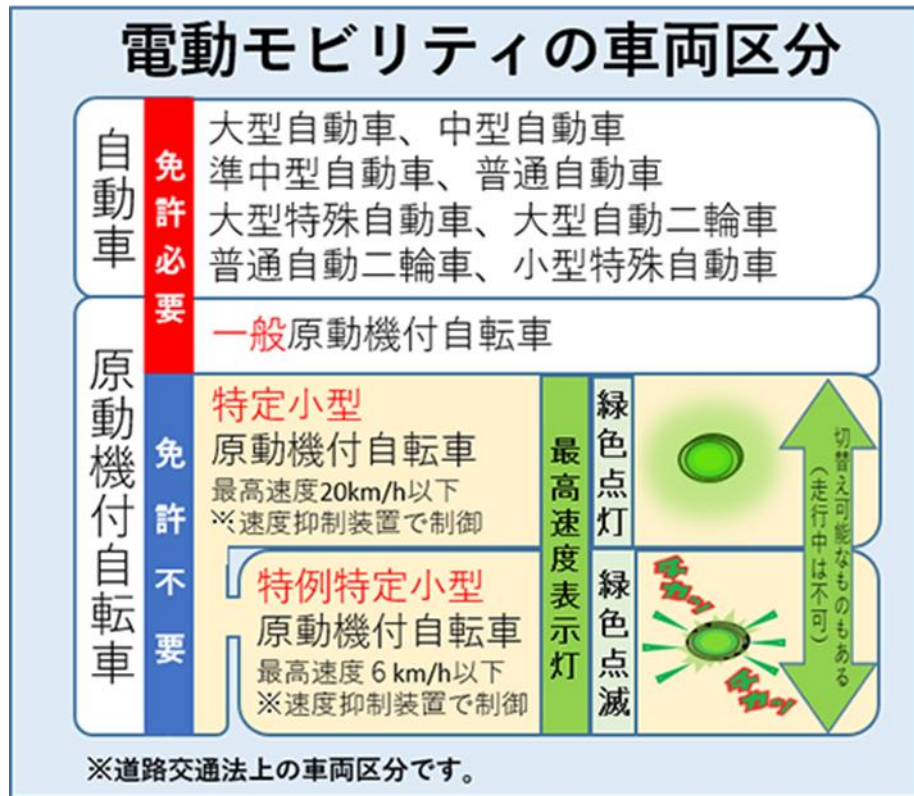 電動モビリティの車両区分
自動車
免許必要
大型自動車、中型自動車
準中型自動車、普通自動車
大型特殊自動車、大型自動二輪車
普通自動二輪車、小型特殊自動車
原動機付自転車
一般原動機付自転車
免許不要
特定小型
原動機付自転車
最高速度20km/h以下
※速度抑制装置で制御
特例特定小型
原動機付自転車
最高速度６km/h以下
※速度抑制装置で制御
最高速度表示灯
緑色点灯
緑色点滅
チカッ
チカッ
切替え可能なものもある
（走行中は不可）
※道路交通法上の車両区分です。